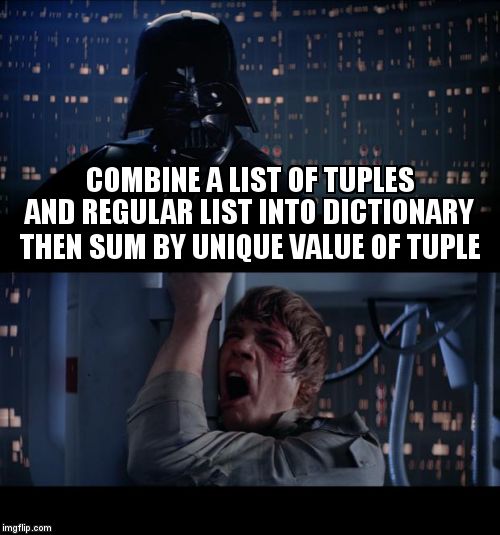 COMBINE A LIST OF TUPLES
AND REGULAR LIST INTO DICTIONARY
THEN SUM BY UNIQUE VALUE OF TUPLE
imgflip.com